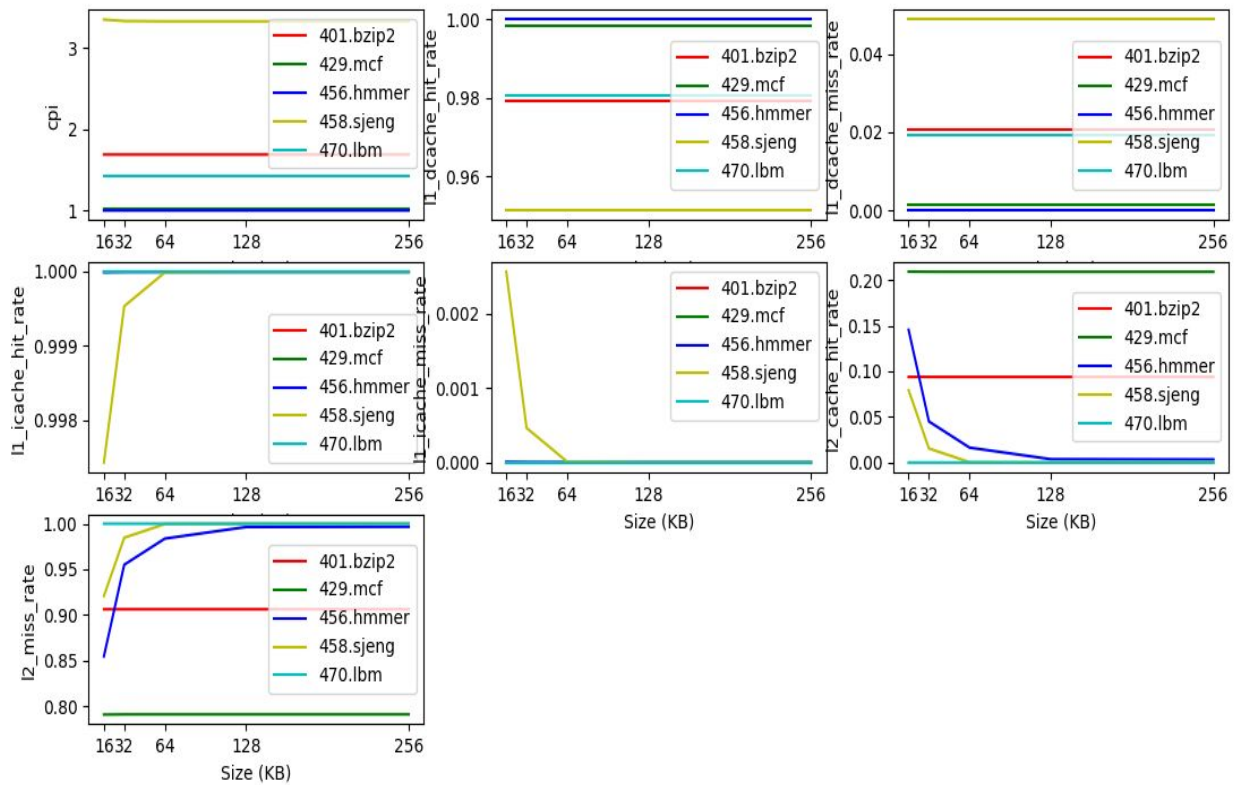 cpi
3
2
1
1632 64 128 256
401.bzip2
429.mcf
456.hmmer
458.sjeng
470.lbm
l1_dcache_hit_rate
1.00
0.98
0.96
1632 64 128 256
401.bzip2
429.mcf
456.hmmer
458.sjeng
470.lbm
l1_dcache_miss_rate
0.04
0.02
0.00
1632 64 128 256
401.bzip2
429.mcf
456.hmmer
458.sjeng
470.lbm
l1_icache_hit_rate
1.000
0.999
0.998
1632 64 128 256
401.bzip2
429.mcf
456.hmmer
458.sjeng
470.lbm
l1_icache_miss_rate
0.002
0.001
0.000
1632 64 128 256
Size (KB)
401.bzip2
429.mcf
456.hmmer
458.sjeng
470.lbm
l2_cache_hit_rate
0.20
0.15
0.10
0.05
0.00
1632 64 128 256
Size (KB)
401.bzip2
429.mcf
456.hmmer
458.sjeng
470.lbm
l2_miss_rate
1.00
0.95
0.90
0.85
0.80
1632 64 128 256
Size (KB)
401.bzip2
429.mcf
456.hmmer
458.sjeng
470.lbm